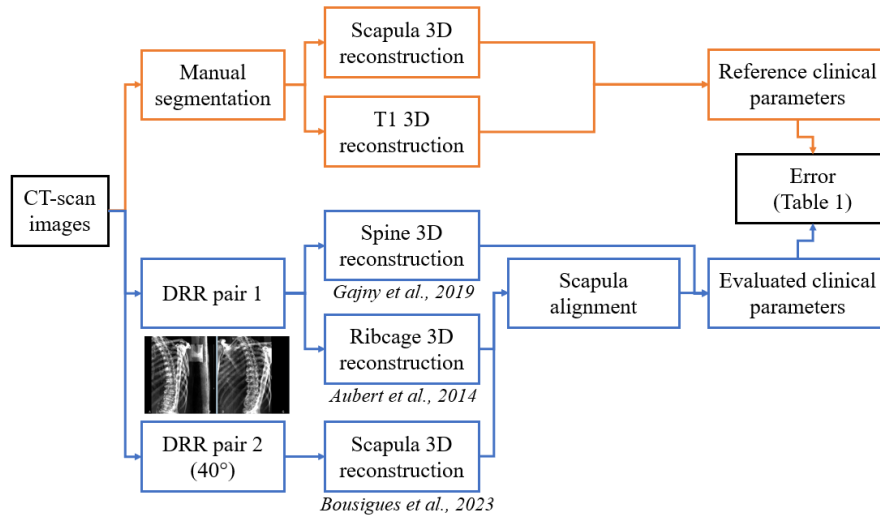 Scapula 3D
reconstruction
Manual
segmentation
T1 3D
reconstruction
Reference clinical
parameters
CT-scan
images
Error
(Table 1)
Spine 3D
reconstruction
Gajny et al., 2019
DRR pair 1
Ribcage 3D
reconstruction
Aubert et al., 2014
Scapula
alignment
Evaluated clinical
parameters
DRR pair 2
(40°)
Scapula 3D
reconstruction
Bousigues et al., 2023